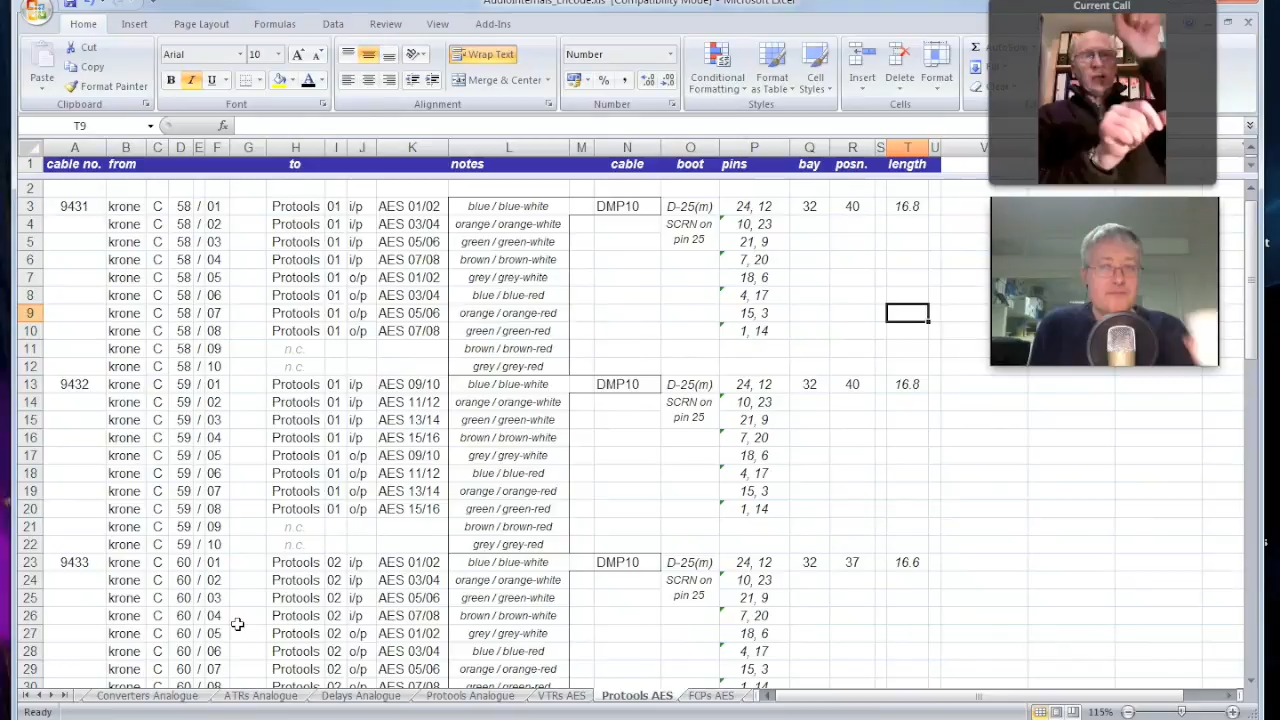 AudioInternals_Encode.xls [Compatibility Mode] - Microsoft Excel
Current Call
Home Insert Page Layout Formulas Data Review View Add-Ins
Cut Arial 10 Wrap Text Number
Copy
Paste Format Painter Merge & Center Conditional Formatting Format as Table Cell Styles Insert Delete Format
Clipboard Font Alignment Number Styles Cells
T9
A B C D E F G H I J K L M N O P Q R S T U
1 cable no. from to notes cable boot pins bay posn. length
2
3 9431 krone C 58 / 01 Protools 01 i/p AES 01/02 blue / blue-white DMP10 D-25(m) 24, 12 32 40 16.8
4 krone C 58 / 02 Protools 01 i/p AES 03/04 orange / orange-white SCRN on 10, 23
5 krone C 58 / 03 Protools 01 i/p AES 05/06 green / green-white pin 25 21, 9
6 krone C 58 / 04 Protools 01 i/p AES 07/08 brown / brown-white 7, 20
7 krone C 58 / 05 Protools 01 o/p AES 01/02 grey / grey-white 18, 6
8 krone C 58 / 06 Protools 01 o/p AES 03/04 blue / blue-red 4, 17
9 krone C 58 / 07 Protools 01 o/p AES 05/06 orange / orange-red 15, 3
10 krone C 58 / 08 Protools 01 o/p AES 07/08 green / green-red 1, 14
11 krone C 58 / 09 n.c. brown / brown-red
12 krone C 58 / 10 n.c. grey / grey-red
13 9432 krone C 59 / 01 Protools 01 i/p AES 09/10 blue / blue-white DMP10 D-25(m) 24, 12 32 40 16.8
14 krone C 59 / 02 Protools 01 i/p AES 11/12 orange / orange-white SCRN on 10, 23
15 krone C 59 / 03 Protools 01 i/p AES 13/14 green / green-white pin 25 21, 9
16 krone C 59 / 04 Protools 01 i/p AES 15/16 brown / brown-white 7, 20
17 krone C 59 / 05 Protools 01 o/p AES 09/10 grey / grey-white 18, 6
18 krone C 59 / 06 Protools 01 o/p AES 11/12 blue / blue-red 4, 17
19 krone C 59 / 07 Protools 01 o/p AES 13/14 orange / orange-red 15, 3
20 krone C 59 / 08 Protools 01 o/p AES 15/16 green / green-red 1, 14
21 krone C 59 / 09 n.c. brown / brown-red
22 krone C 59 / 10 n.c. grey / grey-red
23 9433 krone C 60 / 01 Protools 02 i/p AES 01/02 blue / blue-white DMP10 D-25(m) 24, 12 32 37 16.6
24 krone C 60 / 02 Protools 02 i/p AES 03/04 orange / orange-white SCRN on 10, 23
25 krone C 60 / 03 Protools 02 i/p AES 05/06 green / green-white pin 25 21, 9
26 krone C 60 / 04 Protools 02 i/p AES 07/08 brown / brown-white 7, 20
27 krone C 60 / 05 Protools 02 o/p AES 01/02 grey / grey-white 18, 6
28 krone C 60 / 06 Protools 02 o/p AES 03/04 blue / blue-red 4, 17
29 krone C 60 / 07 Protools 02 o/p AES 05/06 orange / orange-red 15, 3
30 krone C 60 / 08 Protools 02 o/p AES 07/08 green / green-red 1, 14
Converters Analogue ATRs Analogue Delays Analogue Protools Analogue VTRs AES Protools AES FCPs AES
Ready 115%